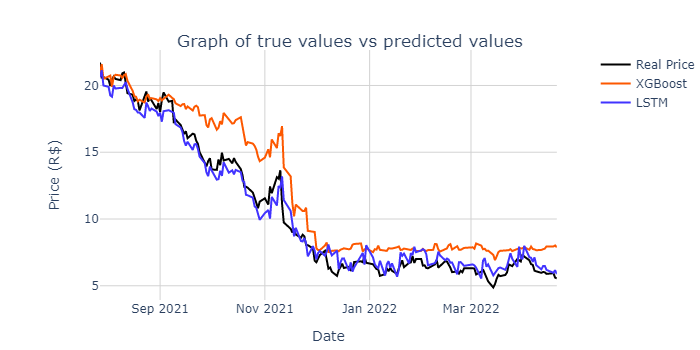 Graph of true values vs predicted values
Real Price
XGBoost
LSTM
Price (R$)
20
15
10
5
Sep 2021
Nov 2021
Jan 2022
Mar 2022
Date